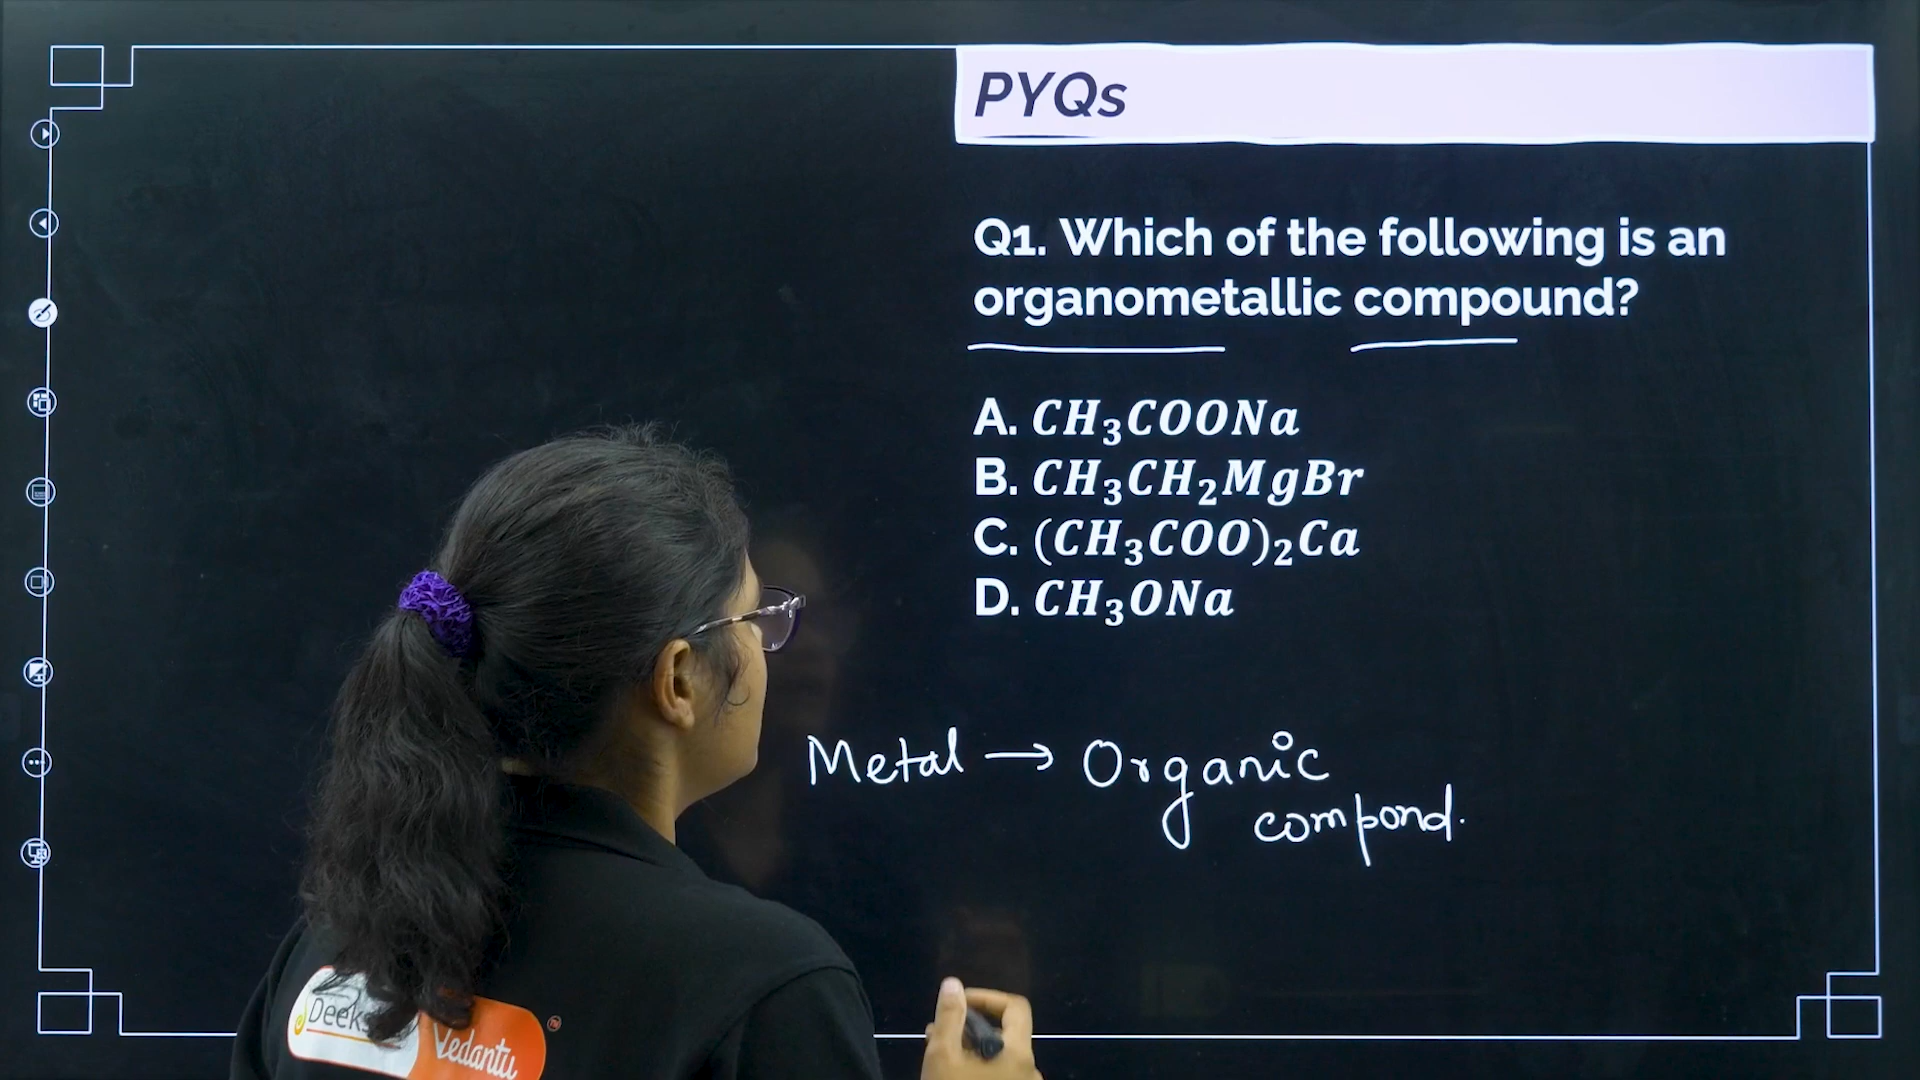 PYQs
Q1. Which of the following is an
organometallic compound?
A. CH₃COONa
B. CH₃CH₂MgBr
C. (CH₃COO)₂Ca
D. CH₃ONa
Metal → Organic
compond.
Vedantu